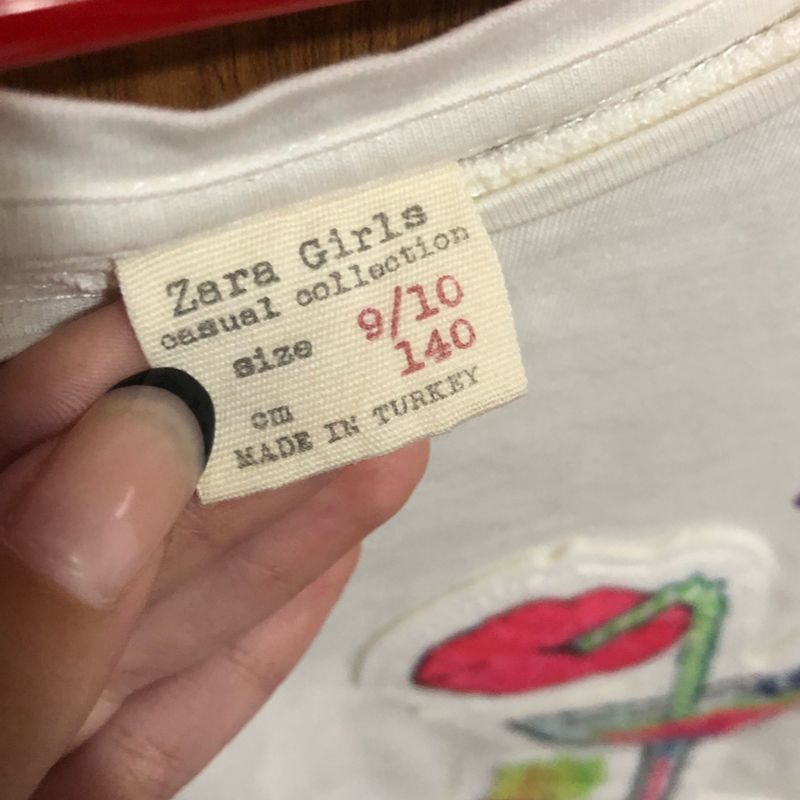 Zara Girls
casual collection
size 9/10
cm 140
MADE IN TURKEY